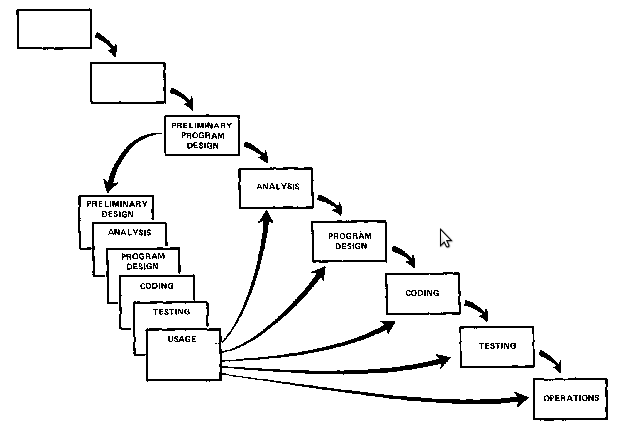 PRELIMINARY
PROGRAM
DESIGN
ANALYSIS
PROGRAM
DESIGN
CODING
TESTING
OPERATIONS
PRELIMINARY
DESIGN
ANALYSIS
PROGRAM
DESIGN
CODING
TESTING
USAGE